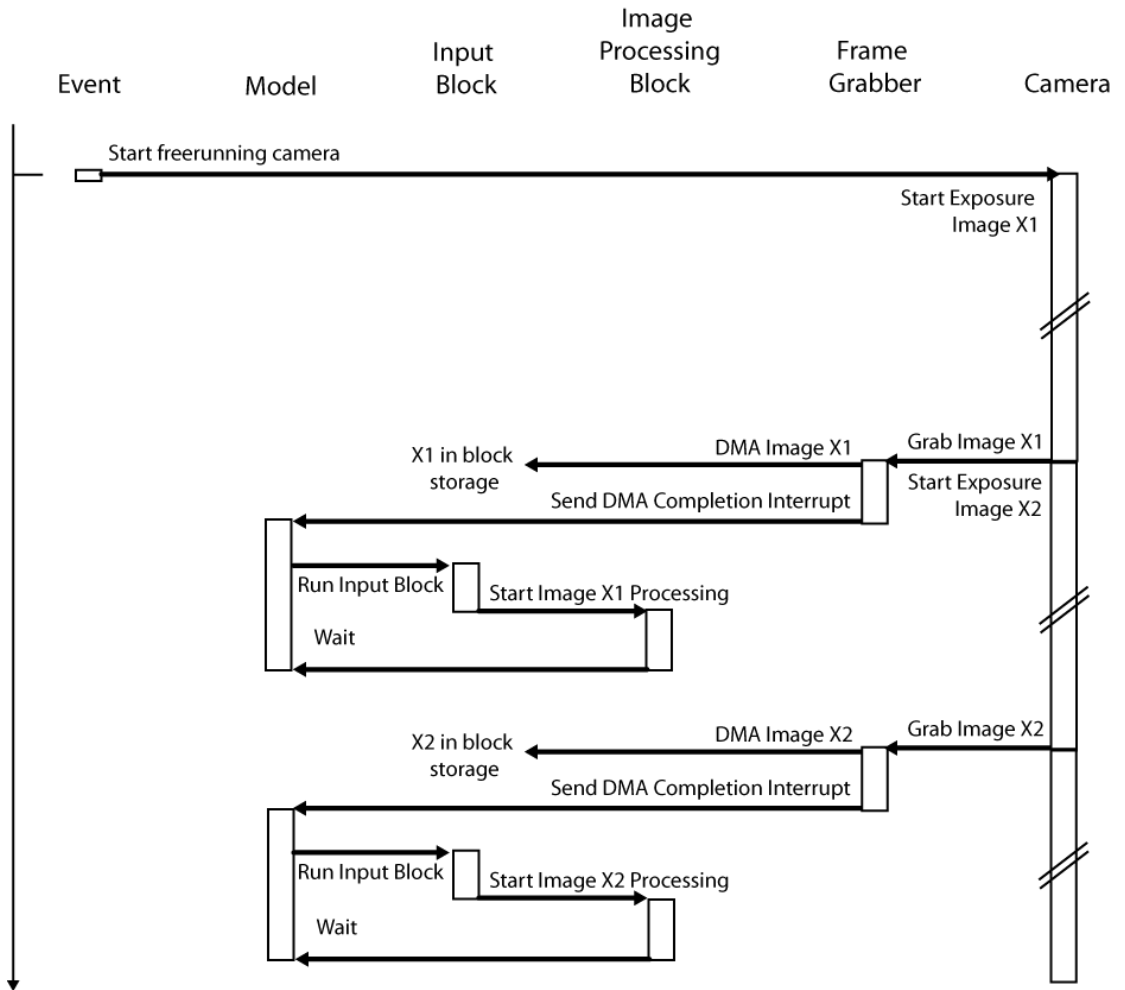 Event
Model
Input
Block
Image
Processing
Block
Frame
Grabber
Camera
Start freerunning camera
Start Exposure
Image X1
Grab Image X1
DMA Image X1
X1 in block
storage
Start Exposure
Image X2
Send DMA Completion Interrupt
Run Input Block
Start Image X1 Processing
Wait
Grab Image X2
DMA Image X2
X2 in block
storage
Send DMA Completion Interrupt
Run Input Block
Start Image X2 Processing
Wait